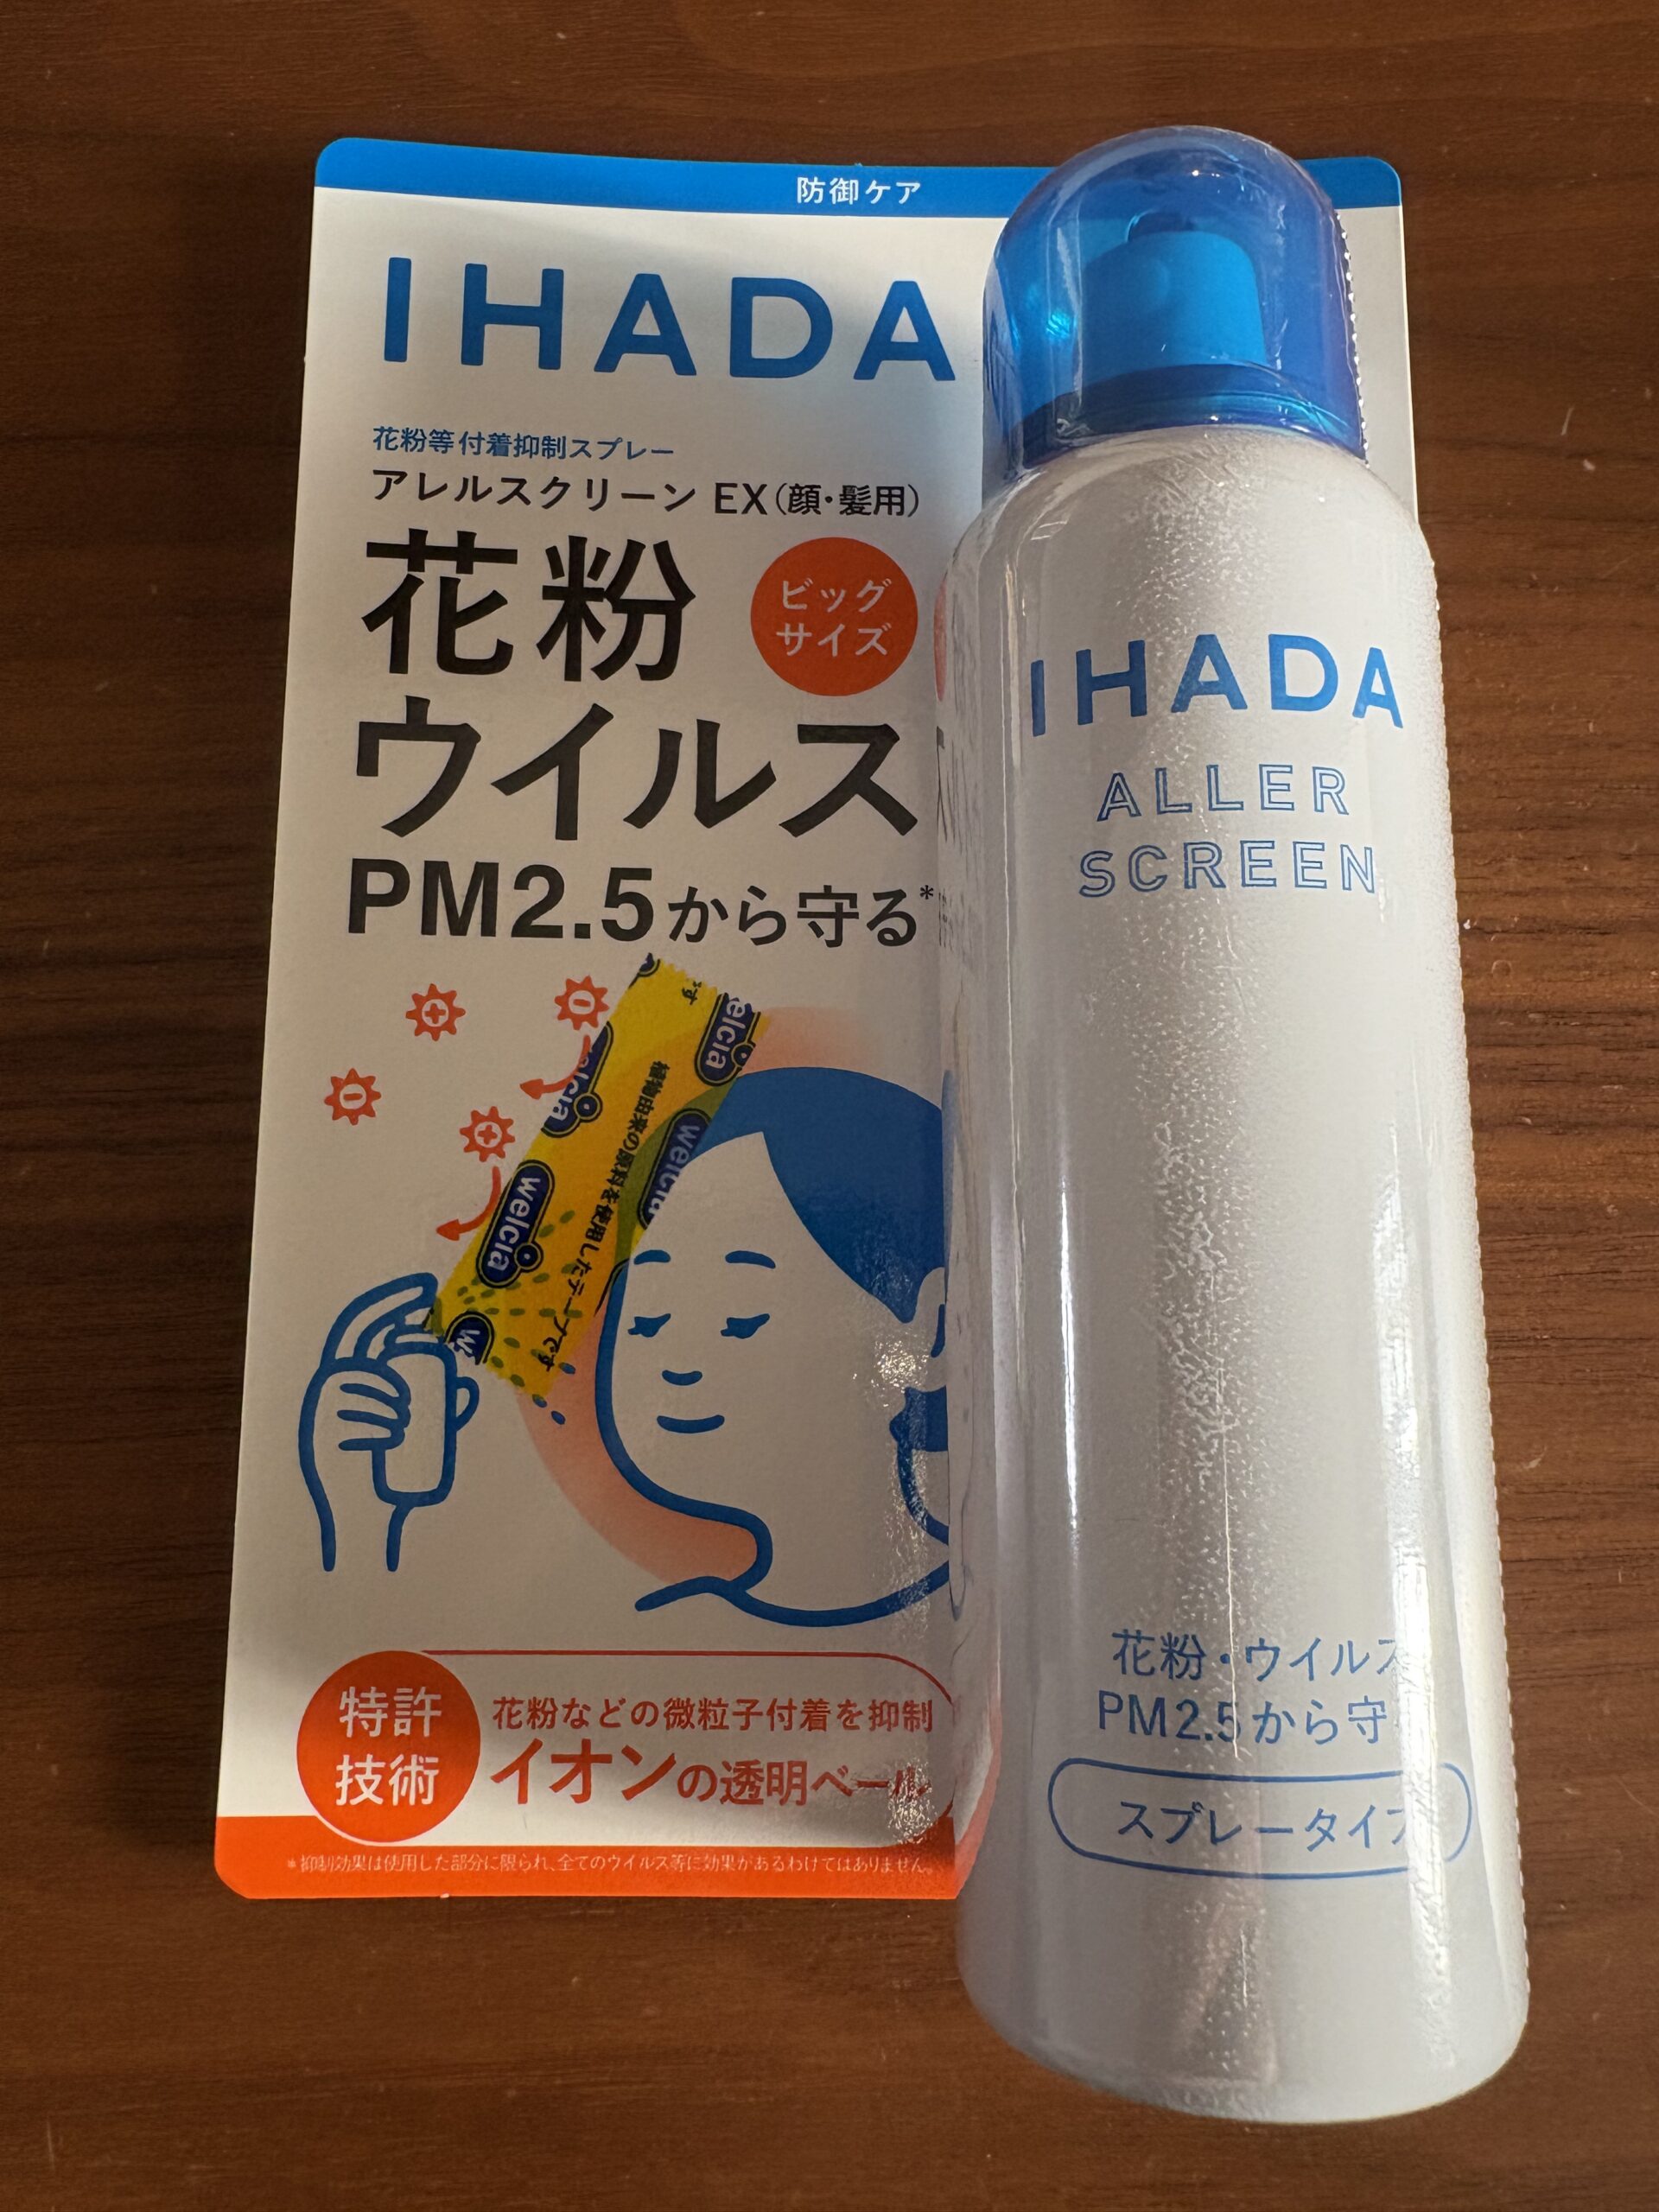 防御ケア
IHADA
花粉等付着抑制スプレー
アレルスクリーン EX(顔・髪用)
花粉
ビッグ
サイズ
ウイルス
PM2.5から守る*
welcia
植物由来の原料を使用したテープです
welcia
welcia
特許
技術
花粉などの微粒子付着を抑制
イオンの透明ベール
*抑制効果は使用した部分に限られ、全てのウイルス等に効果があるわけではありません。
IHADA
ALLER
SCREEN
花粉・ウイルス
PM2.5から守
スプレータイプ